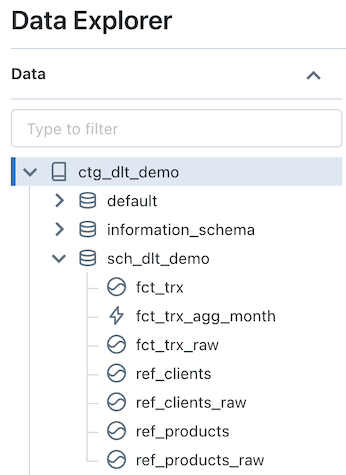 Data Explorer
Data
Type to filter
ctg_dlt_demo
default
information_schema
sch_dlt_demo
fct_trx
fct_trx_agg_month
fct_trx_raw
ref_clients
ref_clients_raw
ref_products
ref_products_raw